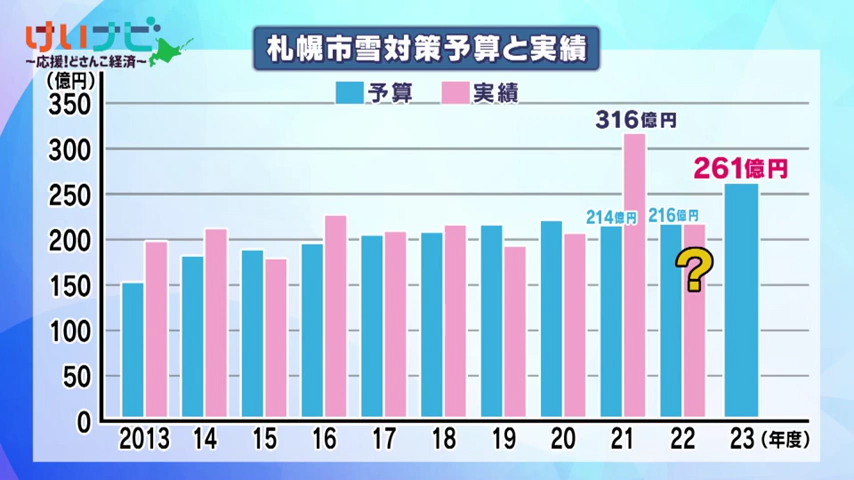 けいナビ
～応援!どさんこ経済～
札幌市雪対策予算と実績
(億円)
予算 実績
350
300
250
200
150
100
50
0
316億円
261億円
214億円
216億円
?
2013 14 15 16 17 18 19 20 21 22 23 (年度)